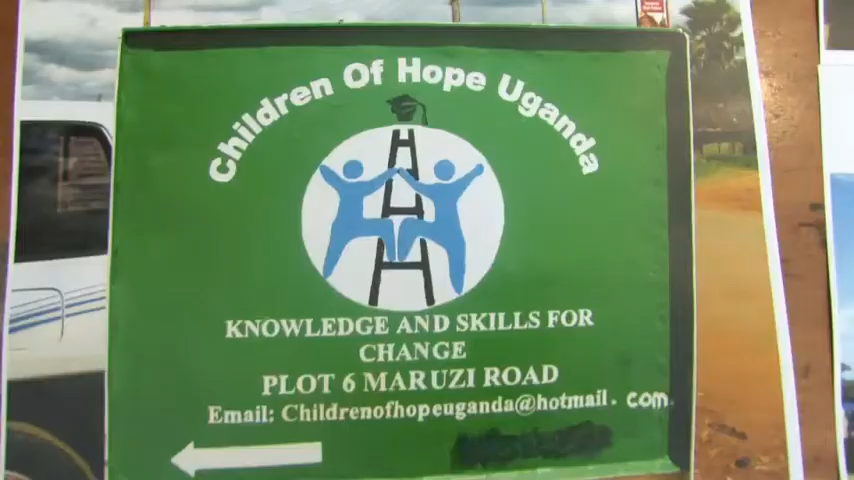 Children Of Hope Uganda
KNOWLEDGE AND SKILLS FOR
CHANGE
PLOT 6 MARUZI ROAD
Email: Childrenofhopeuganda@hotmail. com.